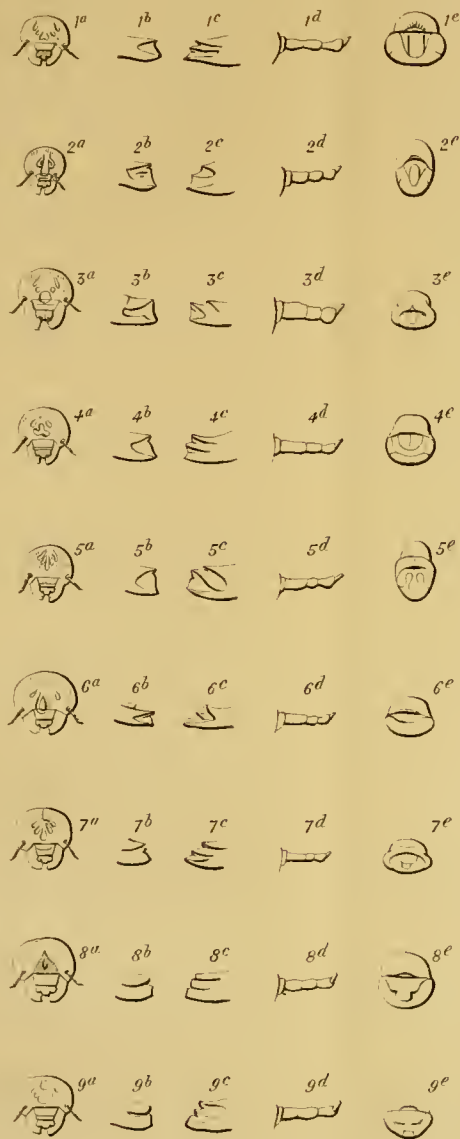 1a 1b 1c 1d 1e
2a 2b 2c 2d 2e
3a 3b 3c 3d 3e
4a 4b 4c 4d 4e
5a 5b 5c 5d 5e
6a 6b 6c 6d 6e
7a 7b 7c 7d 7e
8a 8b 8c 8d 8e
9a 9b 9c 9d 9e